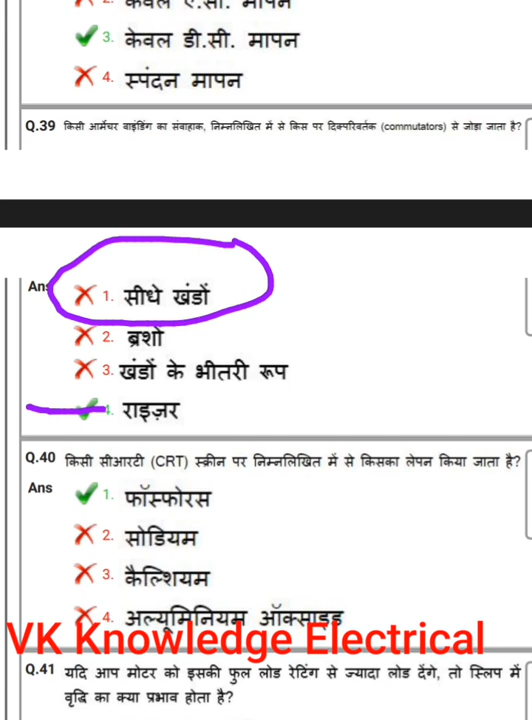 3. केवल डी.सी. मापन
4. स्पंदन मापन
Q.39 किसी आर्मेचर वाइंडिंग का संवाहाक, निम्नलिखित में से किस पर दिक्परिवर्तक (commutators) से जोड़ा जाता है?
Ans 1. सीधे खंडों
2. ब्रशो
3. खंडों के भीतरी रूप
4. राइज़र
Q.40 किसी सीआरटी (CRT) स्क्रीन पर निम्नलिखित में से किसका लेपन किया जाता है?
Ans 1. फॉस्फोरस
2. सोडियम
3. कैल्शियम
4. अल्यूमिनियम ऑक्साइड
VK Knowledge Electrical
Q.41 यदि आप मोटर को इसकी फुल लोड रेटिंग से ज्यादा लोड देंगे, तो स्लिप में
वृद्धि का क्या प्रभाव होता है?